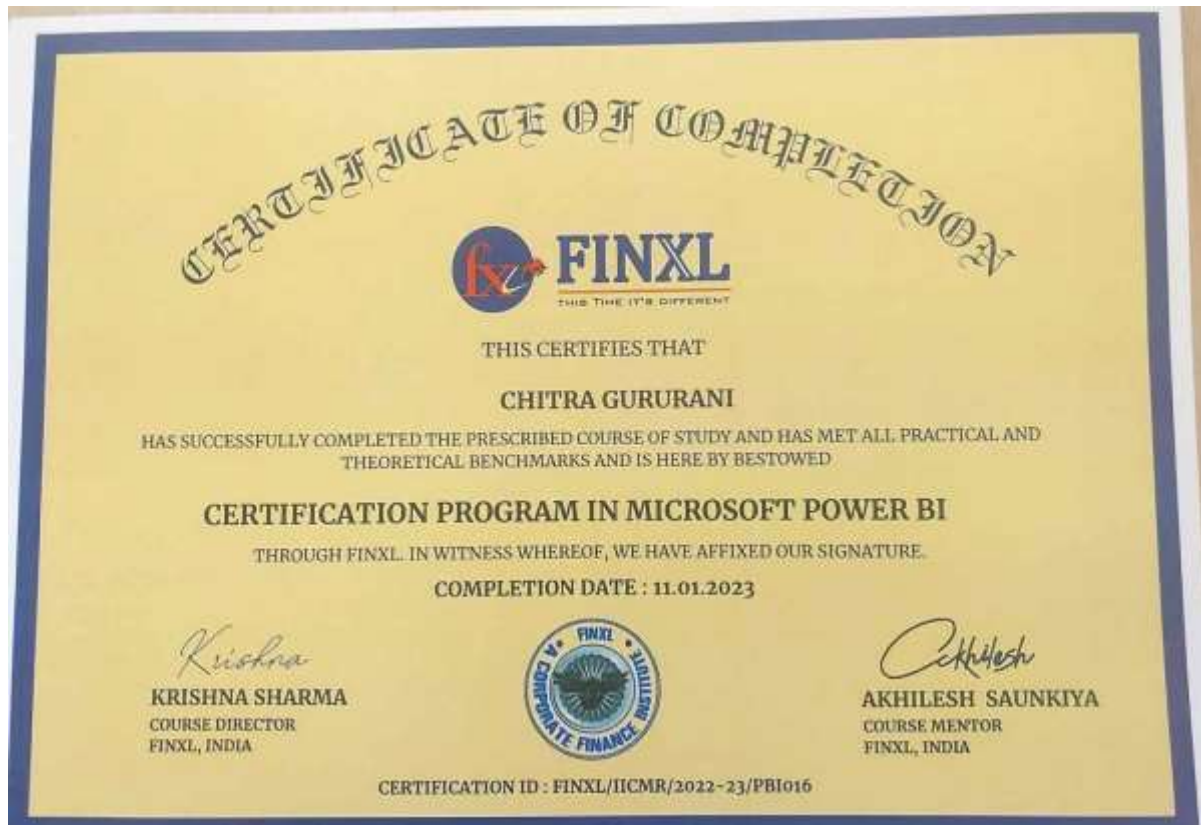 CERTIFICATE OF COMPLETION
fx
FINXL
THIS TIME IT'S DIFFERENT
THIS CERTIFIES THAT
CHITRA GURURANI
HAS SUCCESSFULLY COMPLETED THE PRESCRIBED COURSE OF STUDY AND HAS MET ALL PRACTICAL AND
THEORETICAL BENCHMARKS AND IS HERE BY BESTOWED
CERTIFICATION PROGRAM IN MICROSOFT POWER BI
THROUGH FINXL. IN WITNESS WHEREOF, WE HAVE AFFIXED OUR SIGNATURE.
COMPLETION DATE : 11.01.2023
Krishna
KRISHNA SHARMA
COURSE DIRECTOR
FINXL, INDIA
FINXL
A CORPORATE FINANCE INSTITUTE
Akhilesh
AKHILESH SAUNKIYA
COURSE MENTOR
FINXL, INDIA
CERTIFICATION ID : FINXL/IICMR/2022-23/PBI016